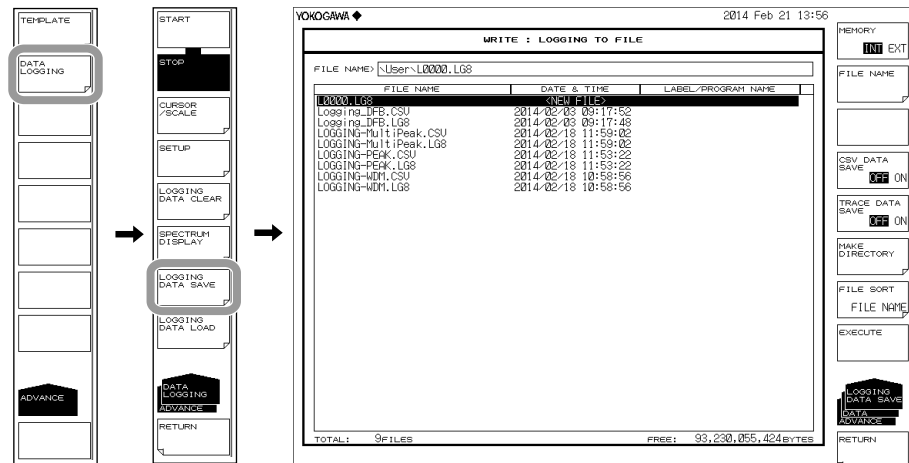 TEMPLATE
DATA
LOGGING
ADVANCE
START
STOP
CURSOR
/SCALE
SETUP
LOGGING
DATA CLEAR
SPECTRUM
DISPLAY
LOGGING
DATA SAVE
LOGGING
DATA LOAD
DATA
LOGGING
ADVANCE
RETURN
YOKOGAWA 2014 Feb 21 13:56
WRITE : LOGGING TO FILE
FILE NAME> \User\L0000.LG8
FILE NAME DATE & TIME LABEL/PROGRAM NAME
L0000.LG8 <NEW FILE>
Logging_DFB.CSV 2014/02/03 09:17:52
Logging_DFB.LG8 2014/02/03 09:17:48
LOGGING-MultiPeak.CSV 2014/02/18 11:59:02
LOGGING-MultiPeak.LG8 2014/02/18 11:59:02
LOGGING-PEAK.CSV 2014/02/18 11:53:22
LOGGING-PEAK.LG8 2014/02/18 11:53:22
LOGGING-WDM.CSV 2014/02/18 10:58:56
LOGGING-WDM.LG8 2014/02/18 10:58:56
TOTAL: 9FILES FREE: 93,230,055,424BYTES
MEMORY
INT EXT
FILE NAME
CSV DATA
SAVE
OFF ON
TRACE DATA
SAVE
OFF ON
MAKE
DIRECTORY
FILE SORT
FILE NAME
EXECUTE
LOGGING
DATA SAVE
DATA
ADVANCE
RETURN